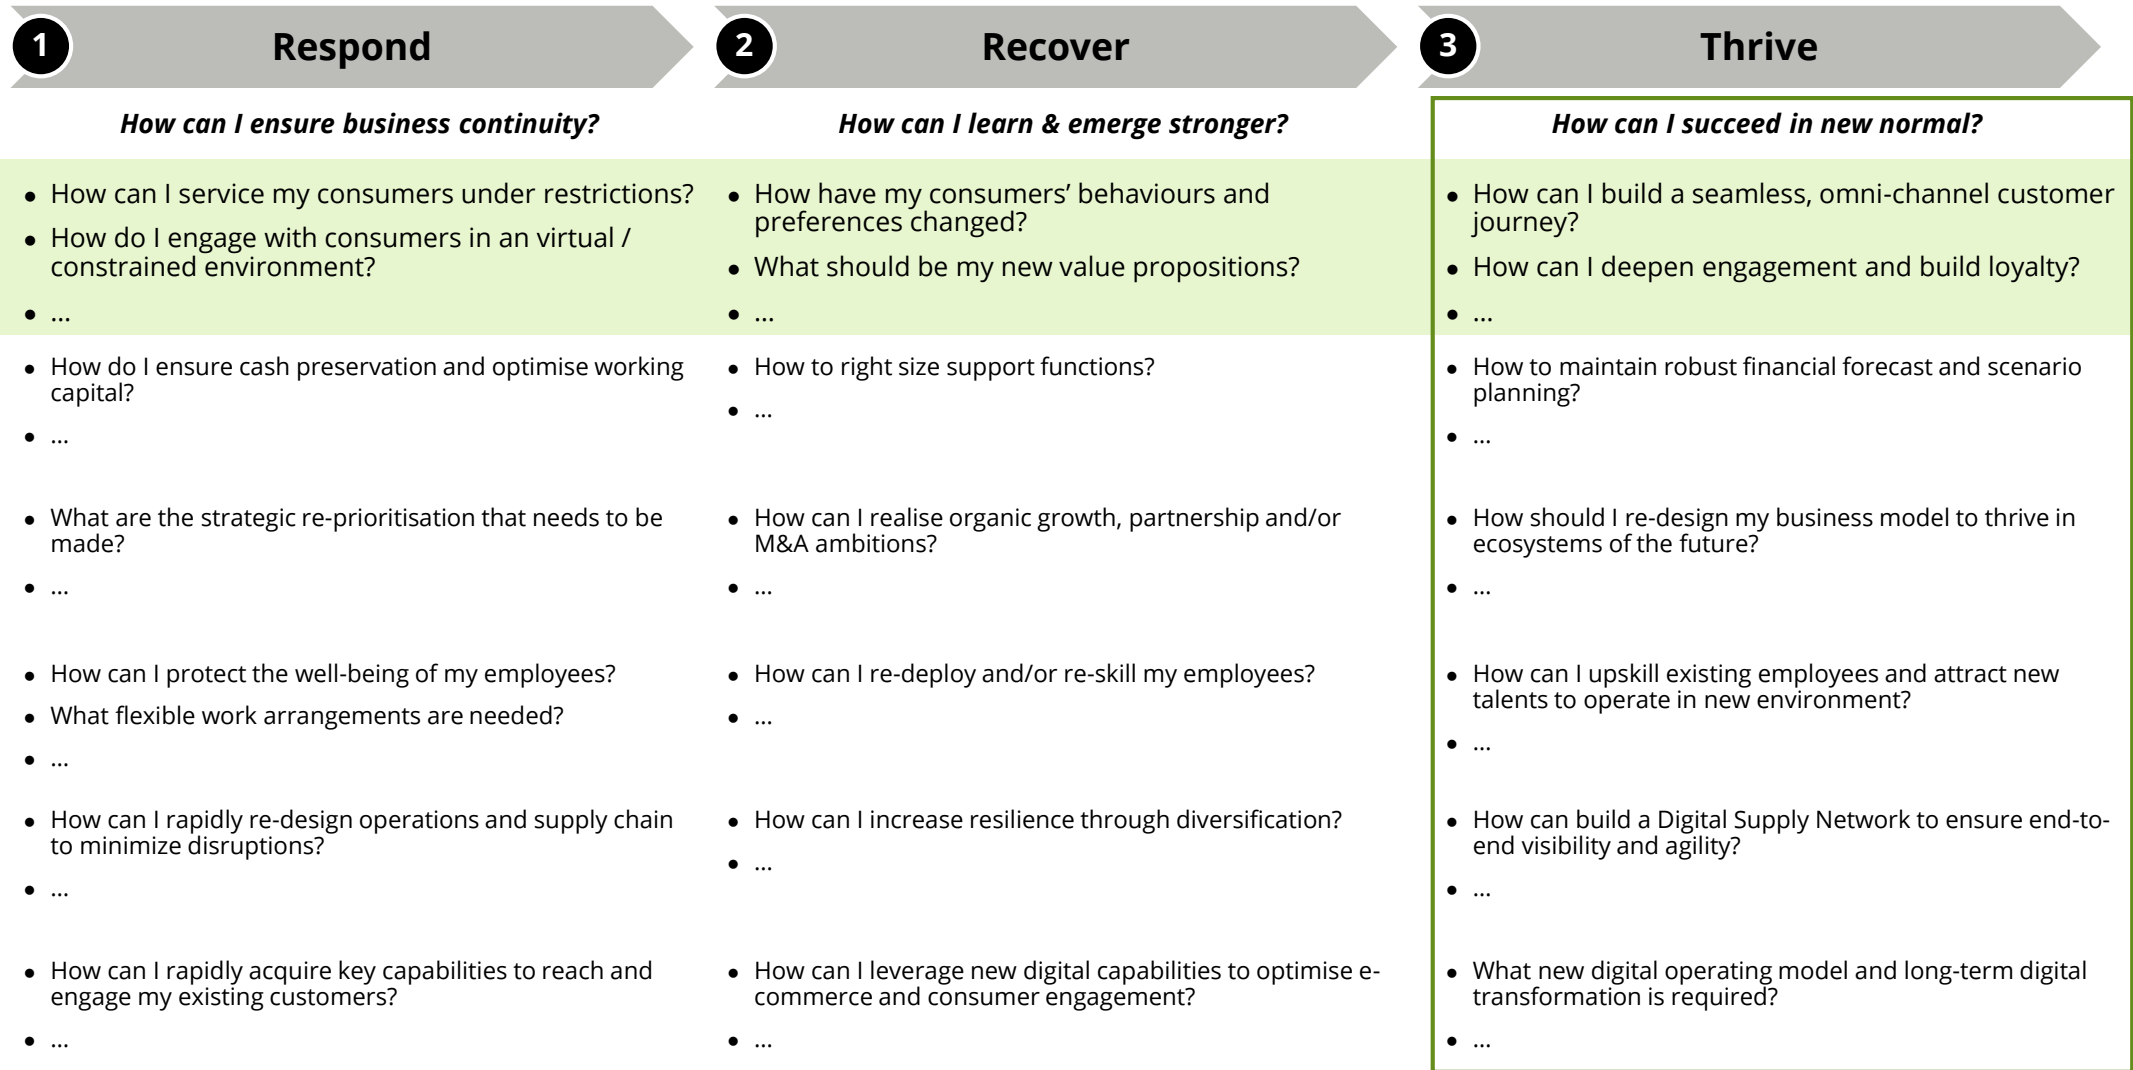 1
Respond
How can I ensure business continuity?
• How can I service my consumers under restrictions?
• How do I engage with consumers in an virtual /
constrained environment?
• ...
• How do I ensure cash preservation and optimise working
capital?
• ...
• What are the strategic re-prioritisation that needs to be
made?
• ...
• How can I protect the well-being of my employees?
• What flexible work arrangements are needed?
• ...
• How can I rapidly re-design operations and supply chain
to minimize disruptions?
• ...
• How can I rapidly acquire key capabilities to reach and
engage my existing customers?
• ...
2
Recover
How can I learn & emerge stronger?
• How have my consumers’ behaviours and
preferences changed?
• What should be my new value propositions?
• ...
• How to right size support functions?
• ...
• How can I realise organic growth, partnership and/or
M&A ambitions?
• ...
• How can I re-deploy and/or re-skill my employees?
• ...
• How can I increase resilience through diversification?
• ...
• How can I leverage new digital capabilities to optimise e-
commerce and consumer engagement?
• ...
3
Thrive
How can I succeed in new normal?
• How can I build a seamless, omni-channel customer
journey?
• How can I deepen engagement and build loyalty?
• ...
• How to maintain robust financial forecast and scenario
planning?
• ...
• How should I re-design my business model to thrive in
ecosystems of the future?
• ...
• How can I upskill existing employees and attract new
talents to operate in new environment?
• ...
• How can build a Digital Supply Network to ensure end-to-
end visibility and agility?
• ...
• What new digital operating model and long-term digital
transformation is required?
• ...